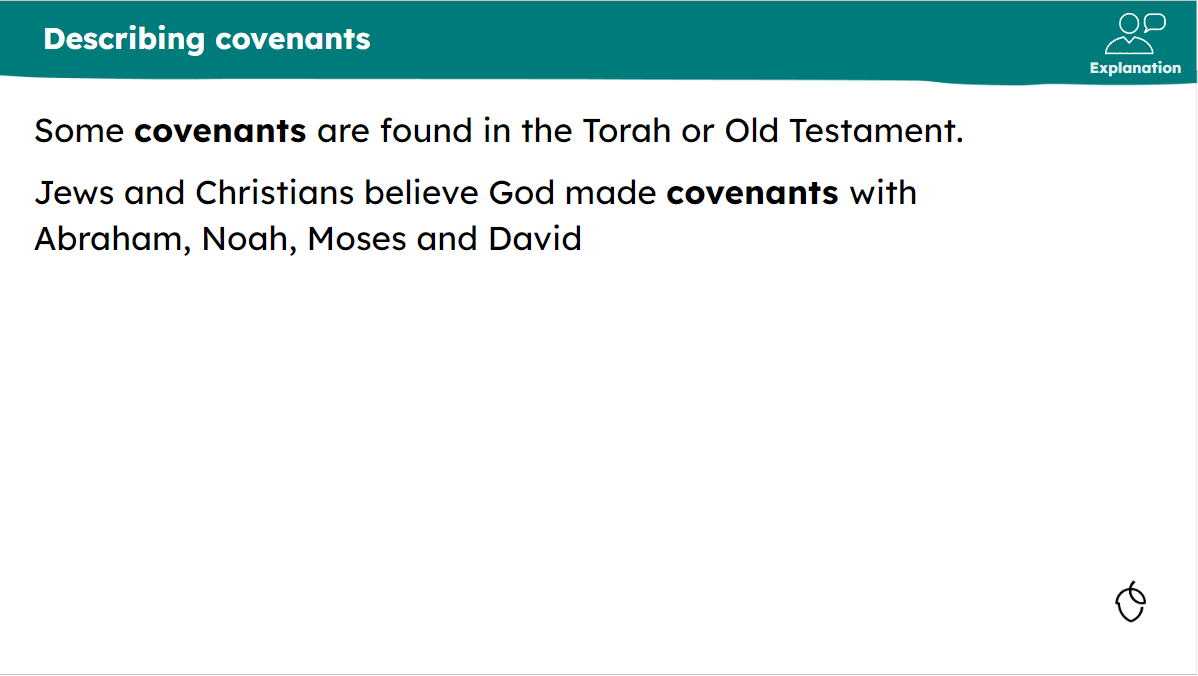 Describing covenants
Explanation
Some covenants are found in the Torah or Old Testament.
Jews and Christians believe God made covenants with
Abraham, Noah, Moses and David